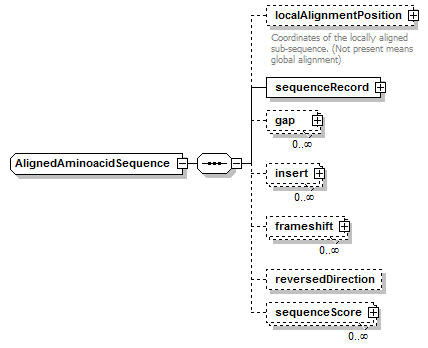 localAlignmentPosition
Coordinates of the locally aligned
sub-sequence. (Not present means
global alignment)
sequenceRecord
gap
0..∞
AlignedAminoacidSequence
insert
0..∞
frameshift
0..∞
reversedDirection
sequenceScore
0..∞